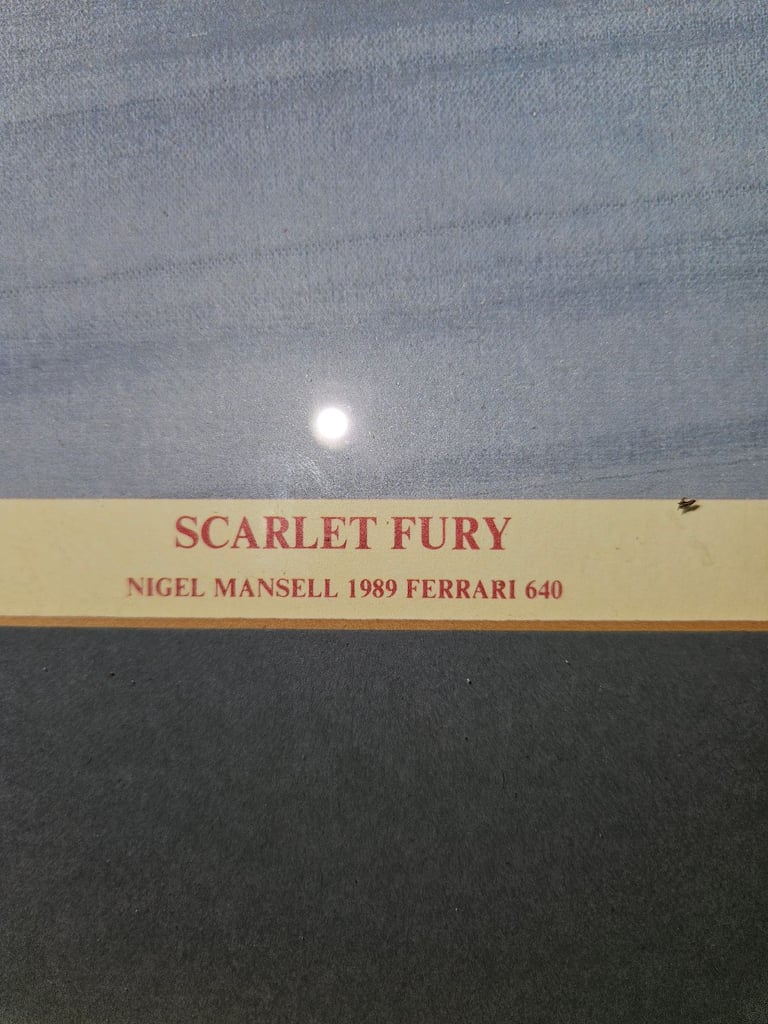 SCARLET FURY
NIGEL MANSELL 1989 FERRARI 640